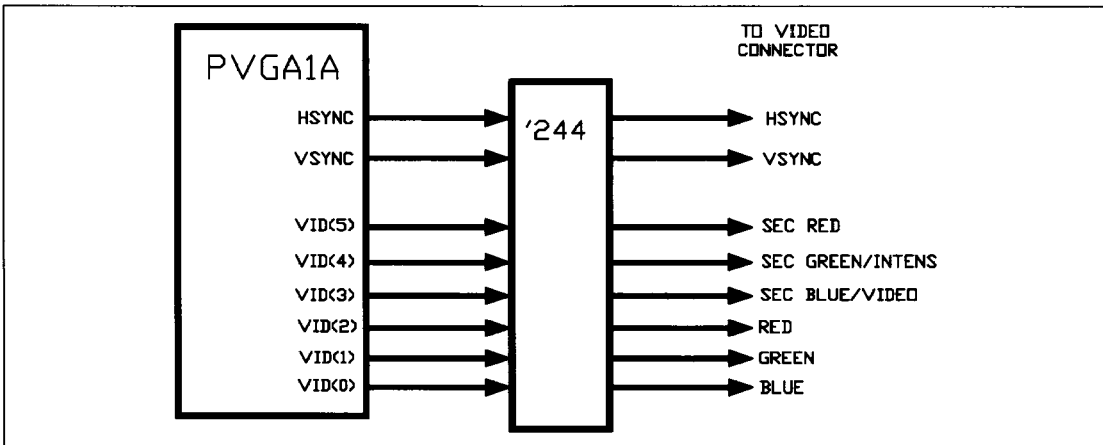 TO VIDEO
CONNECTOR
PVGA1A
'244
HSYNC
HSYNC
VSYNC
VSYNC
VID(5)
SEC RED
VID(4)
SEC GREEN/INTENS
VID(3)
SEC BLUE/VIDEO
VID(2)
RED
VID(1)
GREEN
VID(0)
BLUE